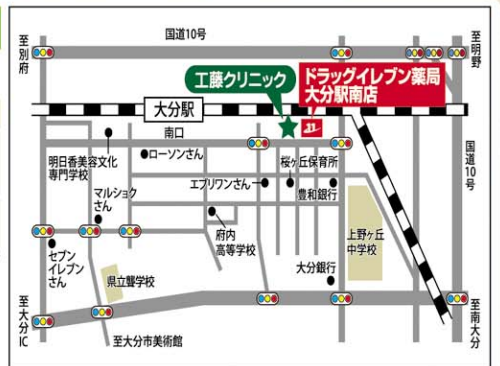 国道10号
至別府
至明野
工藤クリニック
ドラッグイレブン薬局
大分駅南店
大分駅
南口
国道10号
明日香美容文化
専門学校
ローソンさん
桜ヶ丘保育所
マルショク
さん
エブリワンさん
豊和銀行
府内
高等学校
上野ヶ丘
中学校
セブン
イレブン
さん
県立聾学校
大分銀行
至大分IC
至大分市美術館
至南大分